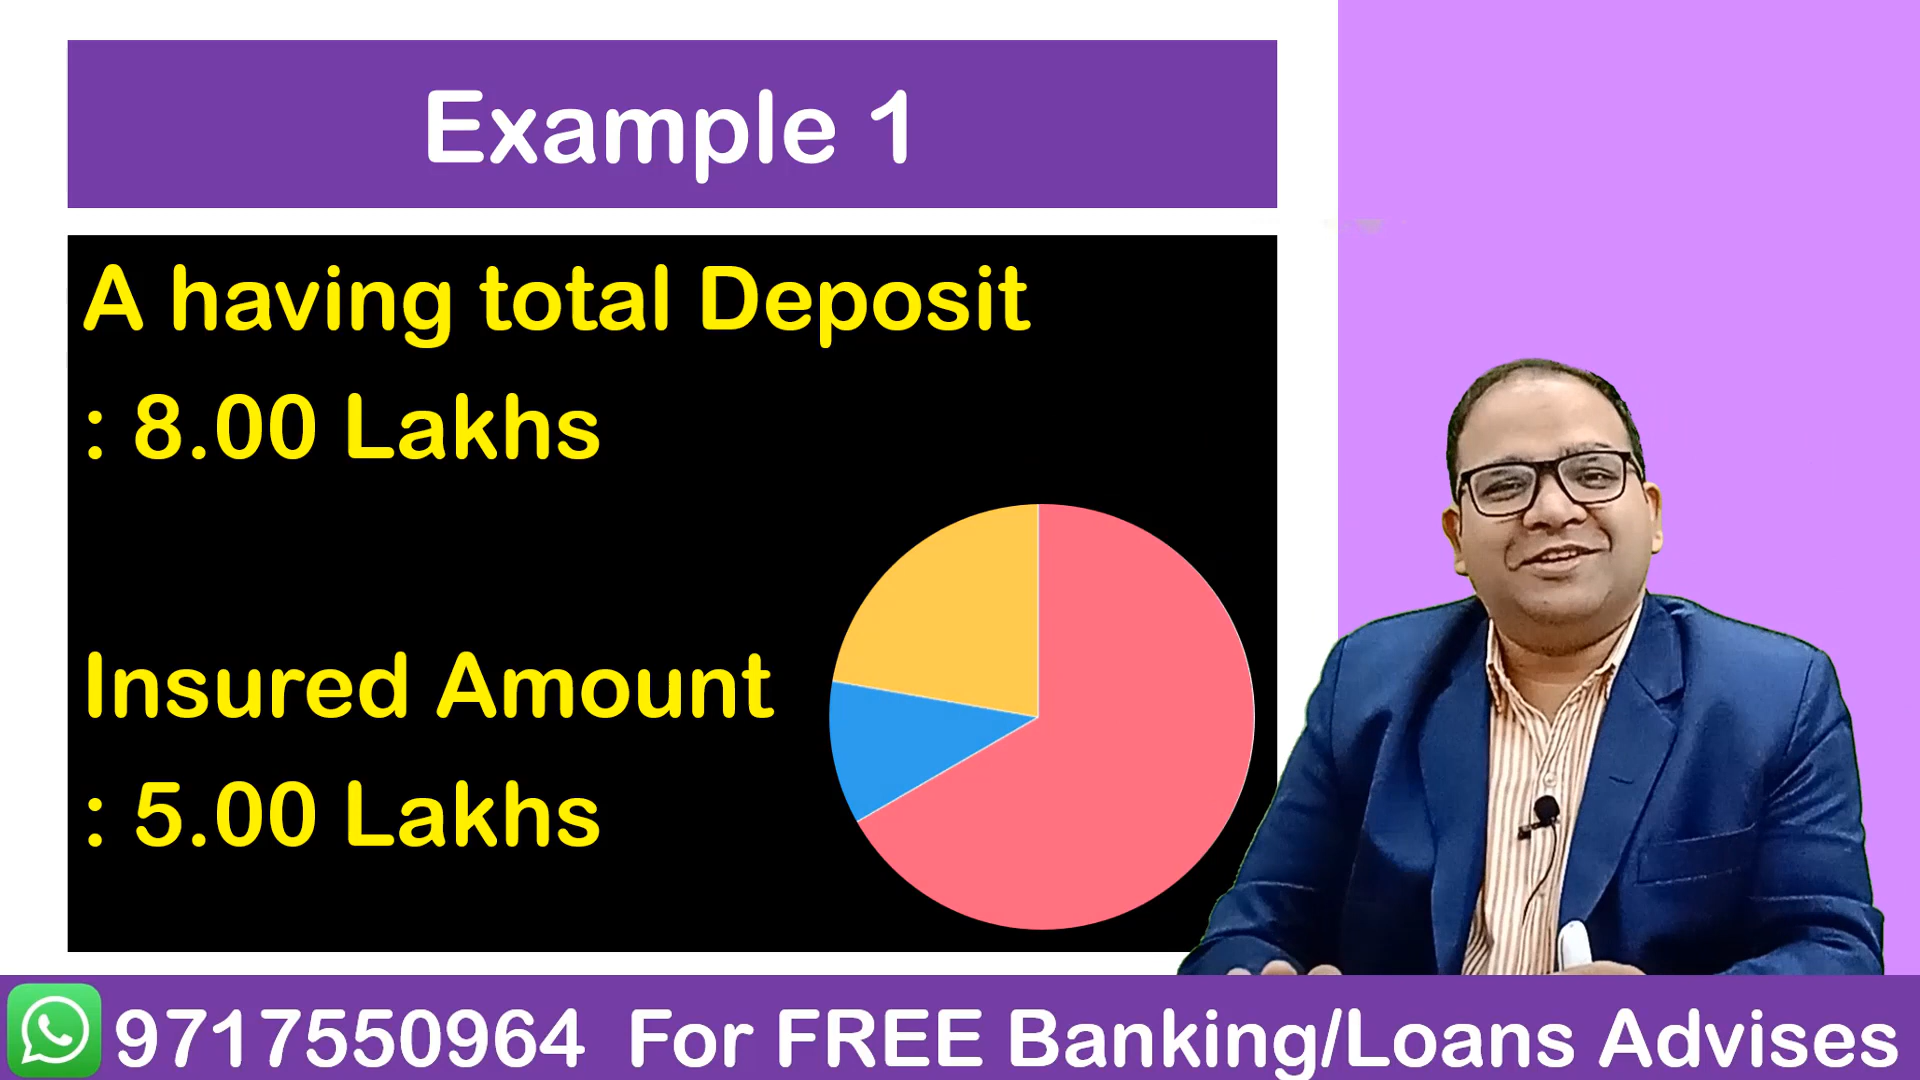 Example 1
A having total Deposit
: 8.00 Lakhs
Insured Amount
: 5.00 Lakhs
9717550964 For FREE Banking/Loans Advises